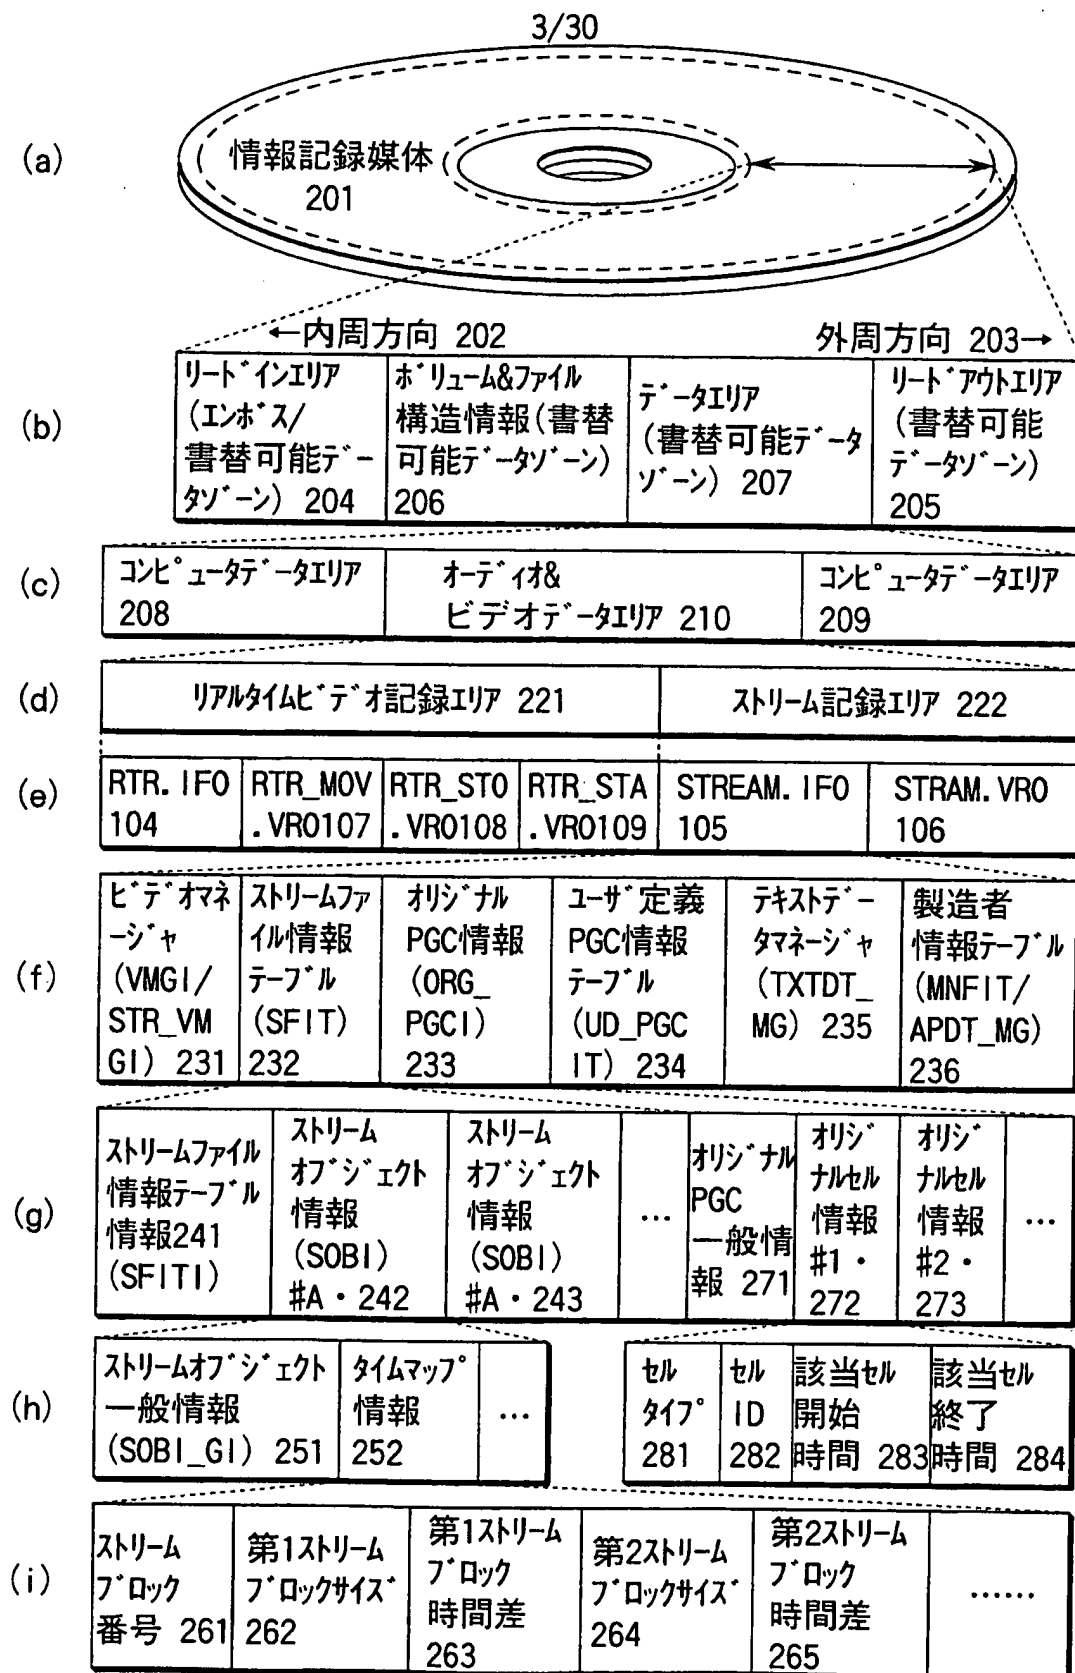 3/30
(a)
情報記録媒体
201
←内周方向 202
外周方向 203→
(b)
リードインエリア
(エンボス/
書替可能デー
タゾーン) 204
ボリューム&ファイル
構造情報(書替
可能データゾーン)
206
データエリア
(書替可能データ
ゾーン) 207
リードアウトエリア
(書替可能
データゾーン)
205
(c)
コンピュータデータエリア
208
オーディオ&
ビデオデータエリア 210
コンピュータデータエリア
209
(d)
リアルタイムビデオ記録エリア 221
ストリーム記録エリア 222
(e)
RTR.IFO
104
RTR_MOV
.VRO107
RTR_STO
.VRO108
RTR_STA
.VRO109
STREAM.IFO
105
STRAM.VRO
106
(f)
ビデオマネ
ージャ
(VMGI/
STR_VM
GI) 231
ストリームファ
イル情報
テーブル
(SFIT)
232
オリジナル
PGC情報
(ORG_
PGCI)
233
ユーザ定義
PGC情報
テーブル
(UD_PGC
IT) 234
テキストデー
タマネージャ
(TXTDT_
MG) 235
製造者
情報テーブル
(MNFIT/
APDT_MG)
236
(g)
ストリームファイル
情報テーブル
情報241
(SFITI)
ストリーム
オブジェクト
情報
(SOBI)
#A・242
ストリーム
オブジェクト
情報
(SOBI)
#A・243
…
オリジナル
PGC
一般情
報 271
オリジ
ナルセル
情報
#1・
272
オリジ
ナルセル
情報
#2・
273
…
(h)
ストリームオブジェクト
一般情報
(SOBI_GI) 251
タイムマップ
情報
252
…
セル
タイプ
281
セル
ID
282
該当セル
開始
時間 283
該当セル
終了
時間 284
(i)
ストリーム
ブロック
番号 261
第1ストリーム
ブロックサイズ
262
第1ストリーム
ブロック
時間差
263
第2ストリーム
ブロックサイズ
264
第2ストリーム
ブロック
時間差
265
……